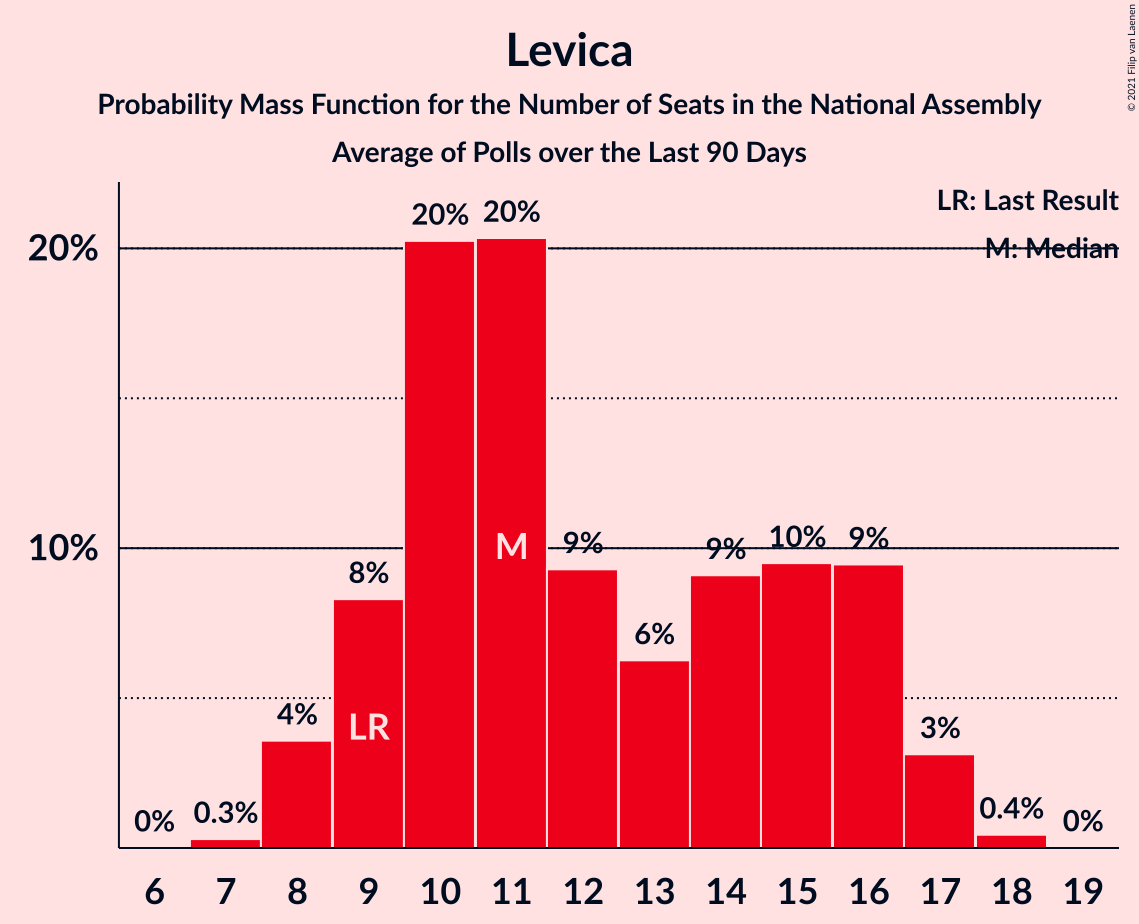 Levica
Probability Mass Function for the Number of Seats in the National Assembly
Average of Polls over the Last 90 Days
© 2021 Filip van Laenen
LR: Last Result
M: Median
20%
10%
0%
0.3%
4%
8%
20%
20%
9%
6%
9%
10%
9%
3%
0.4%
0%
LR
M
6 7 8 9 10 11 12 13 14 15 16 17 18 19